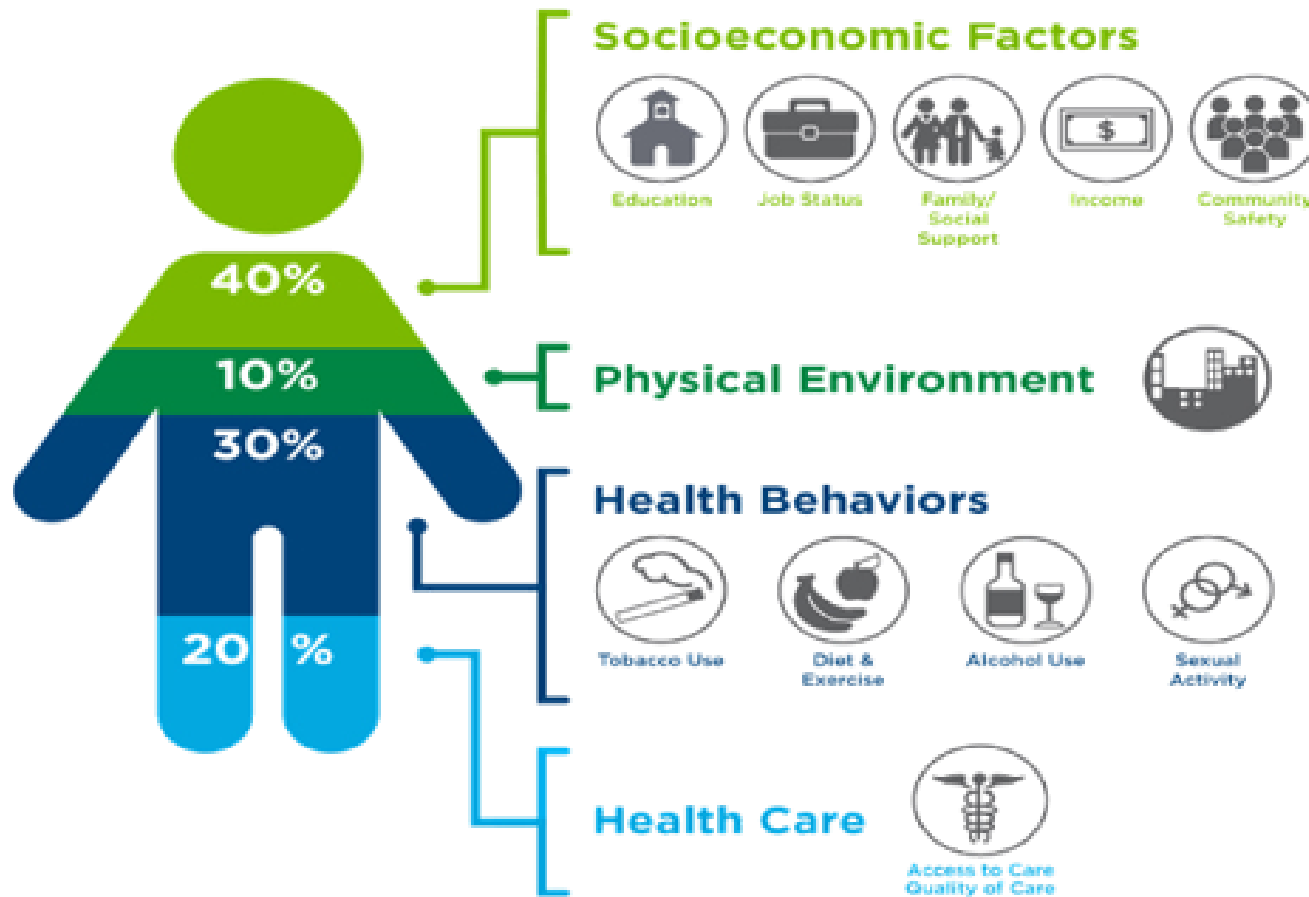 Socioeconomic Factors
$
Education
Job Status
Family/
Social
Support
Income
Community
Safety
40%
10%
Physical Environment
30%
Health Behaviors
Tobacco Use
Diet &
Exercise
Alcohol Use
Sexual
Activity
20 %
Health Care
Access to Care
Quality of Care